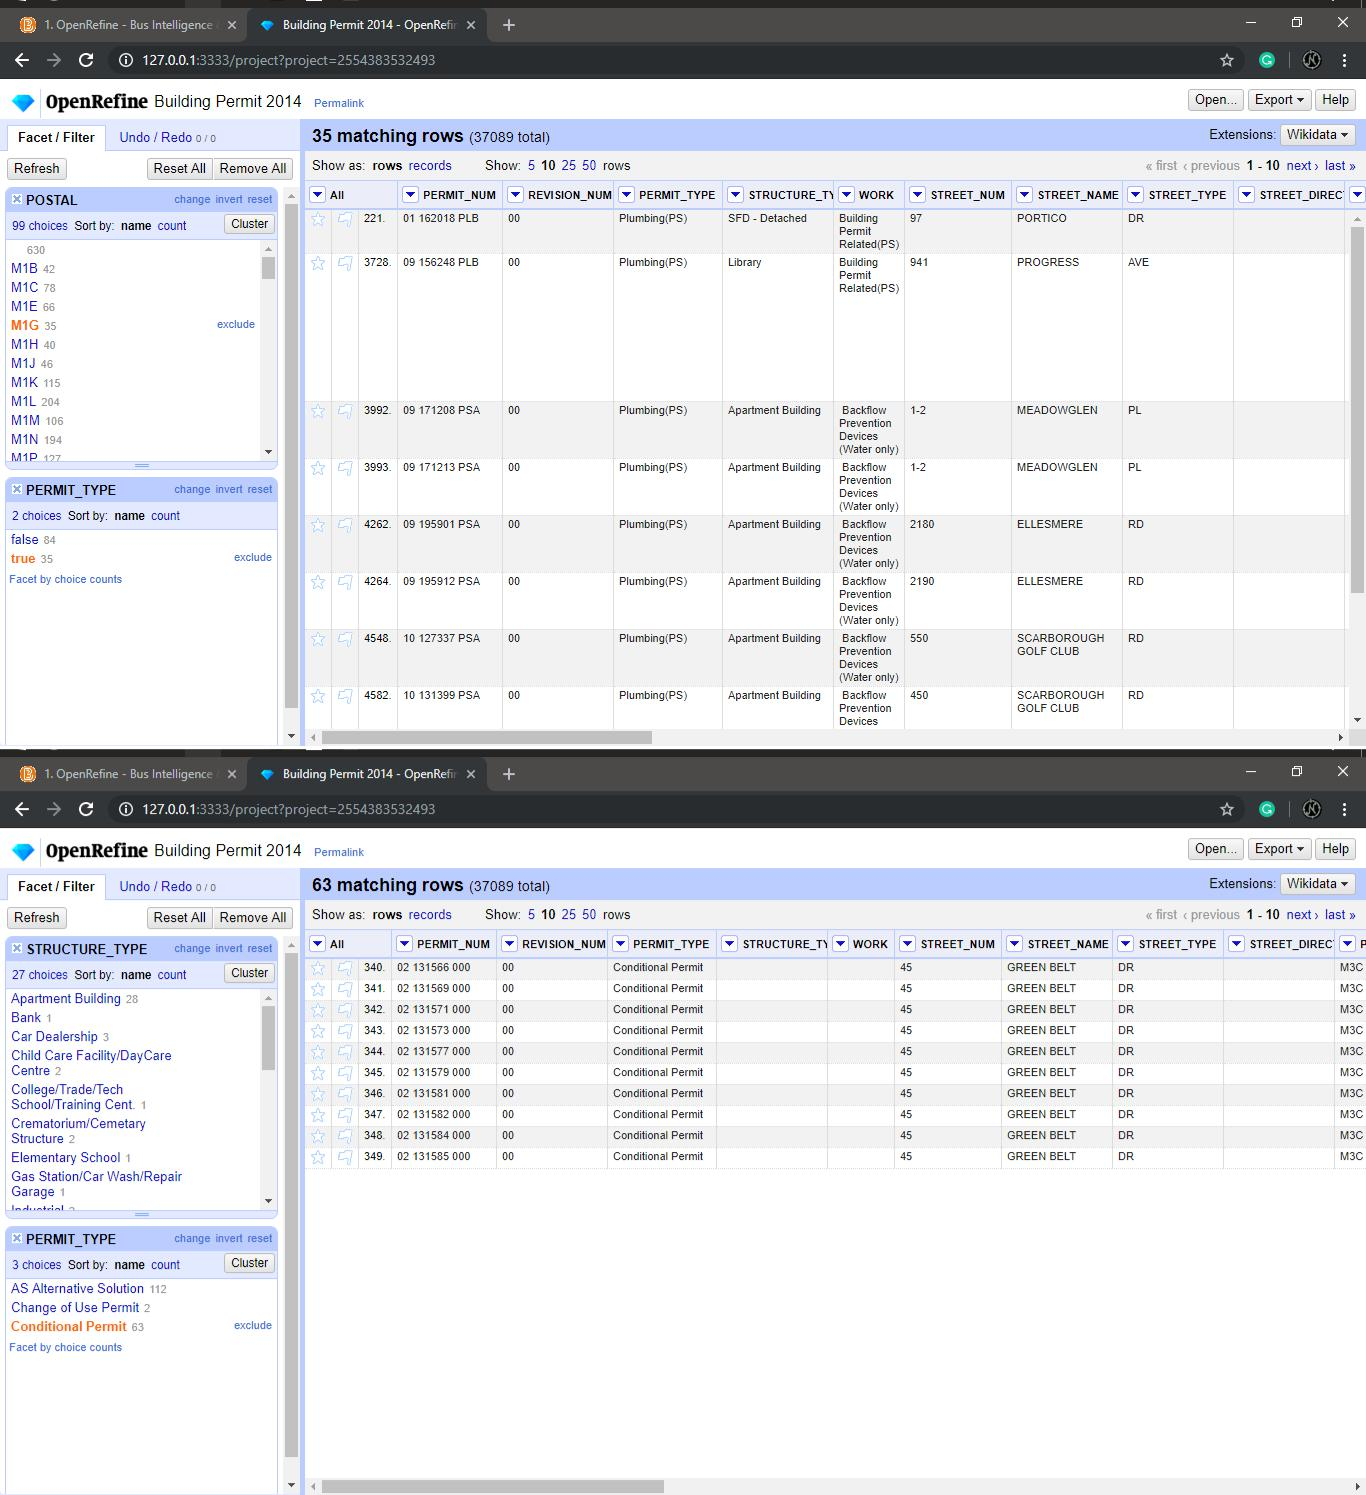 1. OpenRefine - Bus Intelligence
Building Permit 2014 - OpenRefin
127.0.0.1:3333/project?project=2554383532493
OpenRefine Building Permit 2014 Permalink
Open... Export Help
Facet / Filter Undo / Redo 0 / 0
35 matching rows (37089 total)
Extensions: Wikidata
Refresh Reset All Remove All
Show as: rows records Show: 5 10 25 50 rows
« first ‹ previous 1 - 10 next › last »
POSTAL change invert reset
99 choices Sort by: name count Cluster
630
M1B 42
M1C 78
M1E 66
M1G 35 exclude
M1H 40
M1J 46
M1K 115
M1L 204
M1M 106
M1N 194
M1P 127
PERMIT_TYPE change invert reset
2 choices Sort by: name count
false 84
true 35 exclude
Facet by choice counts
All PERMIT_NUM REVISION_NUM PERMIT_TYPE STRUCTURE_TY WORK STREET_NUM STREET_NAME STREET_TYPE STREET_DIREC
221. 01 162018 PLB 00 Plumbing(PS) SFD - Detached Building 97 PORTICO DR
Permit
Related(PS)
3728. 09 156248 PLB 00 Plumbing(PS) Library Building 941 PROGRESS AVE
Permit
Related(PS)
3992. 09 171208 PSA 00 Plumbing(PS) Apartment Building Backflow 1-2 MEADOWGLEN PL
Prevention
Devices
(Water only)
3993. 09 171213 PSA 00 Plumbing(PS) Apartment Building Backflow 1-2 MEADOWGLEN PL
Prevention
Devices
(Water only)
4262. 09 195901 PSA 00 Plumbing(PS) Apartment Building Backflow 2180 ELLESMERE RD
Prevention
Devices
(Water only)
4264. 09 195912 PSA 00 Plumbing(PS) Apartment Building Backflow 2190 ELLESMERE RD
Prevention
Devices
(Water only)
4548. 10 127337 PSA 00 Plumbing(PS) Apartment Building Backflow 550 SCARBOROUGH RD
Prevention GOLF CLUB
Devices
(Water only)
4582. 10 131399 PSA 00 Plumbing(PS) Apartment Building Backflow 450 SCARBOROUGH RD
Prevention GOLF CLUB
Devices
1. OpenRefine - Bus Intelligence
Building Permit 2014 - OpenRefin
127.0.0.1:3333/project?project=2554383532493
OpenRefine Building Permit 2014 Permalink
Open... Export Help
Facet / Filter Undo / Redo 0 / 0
63 matching rows (37089 total)
Extensions: Wikidata
Refresh Reset All Remove All
Show as: rows records Show: 5 10 25 50 rows
« first ‹ previous 1 - 10 next › last »
STRUCTURE_TYPE change invert reset
27 choices Sort by: name count Cluster
Apartment Building 28
Bank 1
Car Dealership 3
Child Care Facility/DayCare
Centre 2
College/Trade/Tech
School/Training Cent. 1
Crematorium/Cemetary
Structure 2
Elementary School 1
Gas Station/Car Wash/Repair
Garage 1
Industrial
PERMIT_TYPE change invert reset
3 choices Sort by: name count Cluster
AS Alternative Solution 112
Change of Use Permit 2
Conditional Permit 63 exclude
Facet by choice counts
All PERMIT_NUM REVISION_NUM PERMIT_TYPE STRUCTURE_TY WORK STREET_NUM STREET_NAME STREET_TYPE STREET_DIREC P
340. 02 131566 000 00 Conditional Permit 45 GREEN BELT DR M3C
341. 02 131569 000 00 Conditional Permit 45 GREEN BELT DR M3C
342. 02 131571 000 00 Conditional Permit 45 GREEN BELT DR M3C
343. 02 131573 000 00 Conditional Permit 45 GREEN BELT DR M3C
344. 02 131577 000 00 Conditional Permit 45 GREEN BELT DR M3C
345. 02 131579 000 00 Conditional Permit 45 GREEN BELT DR M3C
346. 02 131581 000 00 Conditional Permit 45 GREEN BELT DR M3C
347. 02 131582 000 00 Conditional Permit 45 GREEN BELT DR M3C
348. 02 131584 000 00 Conditional Permit 45 GREEN BELT DR M3C
349. 02 131585 000 00 Conditional Permit 45 GREEN BELT DR M3C